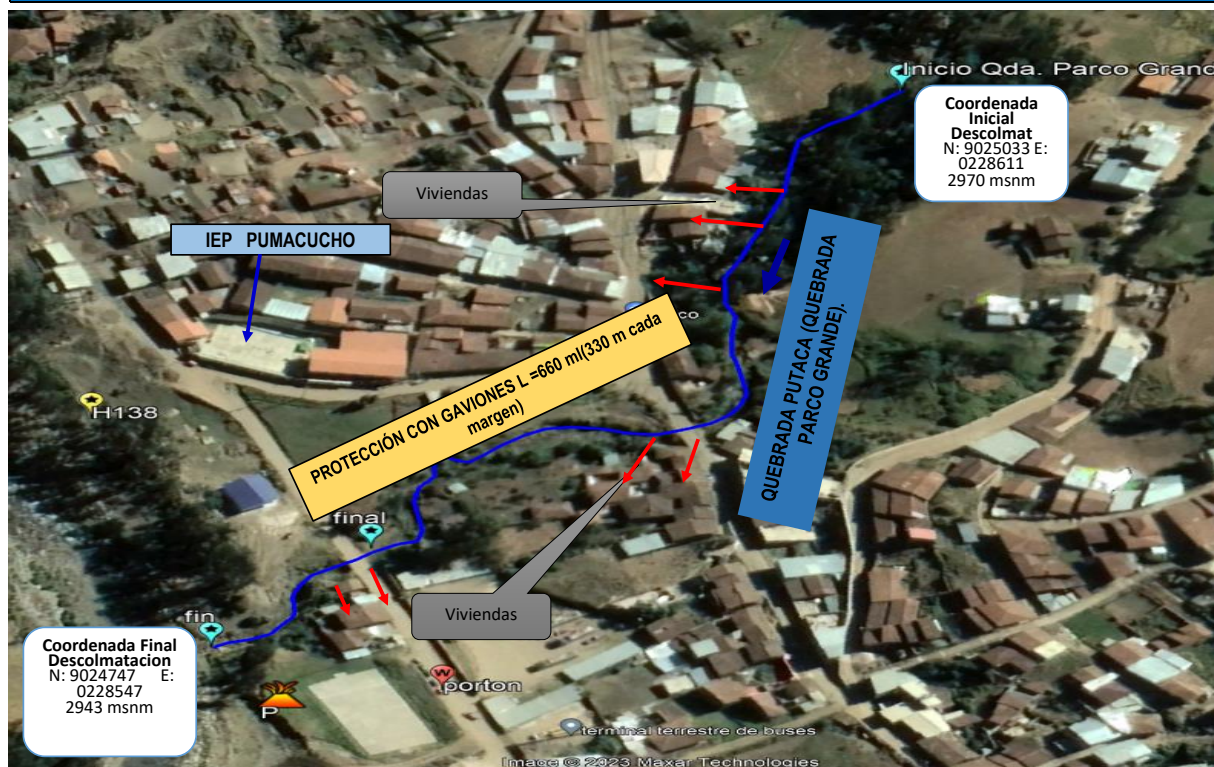 Inicio Qda. Parco Grand
Coordenada
Inicial
Descolmat
N: 9025033 E:
0228611
2970 msnm
Viviendas
IEP PUMACUCHO
QUEBRADA PUTACA (QUEBRADA
PARCO GRANDE).
co
PROTECCIÓN CON GAVIONES L =660 ml(330 m cada
margen)
H138
final
fin
Viviendas
Coordenada Final
Descolmatacion
N: 9024747 E:
0228547
2943 msnm
P
W
porton
terminal terrestre de buses
Image © 2023 Maxar Technologies